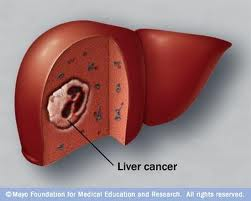 Liver cancer
© Mayo Foundation for Medical Education and Research. All rights reserved.